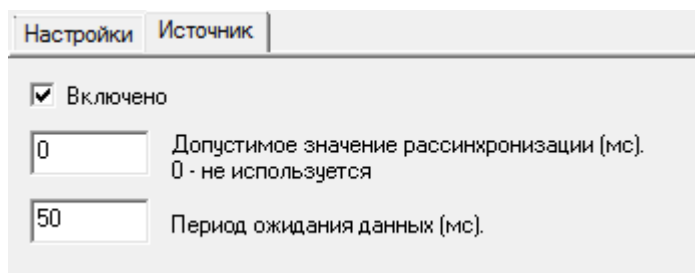 Настройки Источник
Включено
0 Допустимое значение рассинхронизации (мс).
0 - не используется
50 Период ожидания данных (мс).